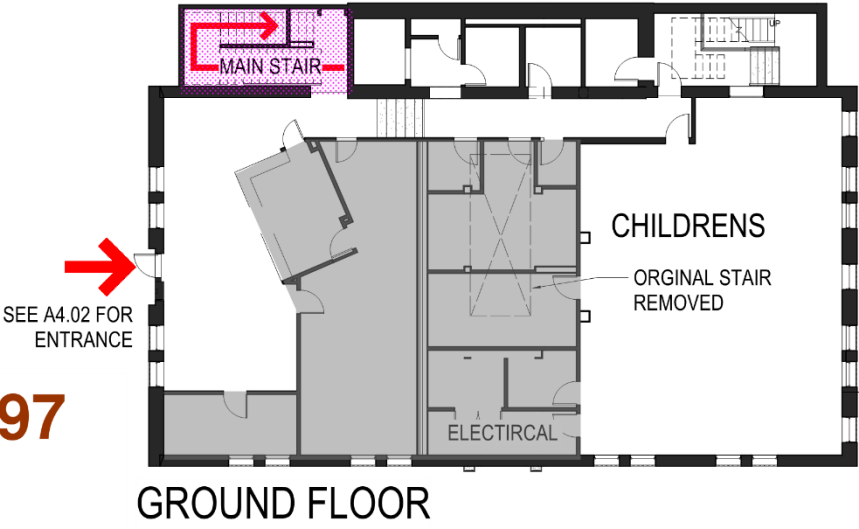 UP
MAIN STAIR
CHILDRENS
ORGINAL STAIR
REMOVED
SEE A4.02 FOR
ENTRANCE
97
ELECTIRCAL
GROUND FLOOR